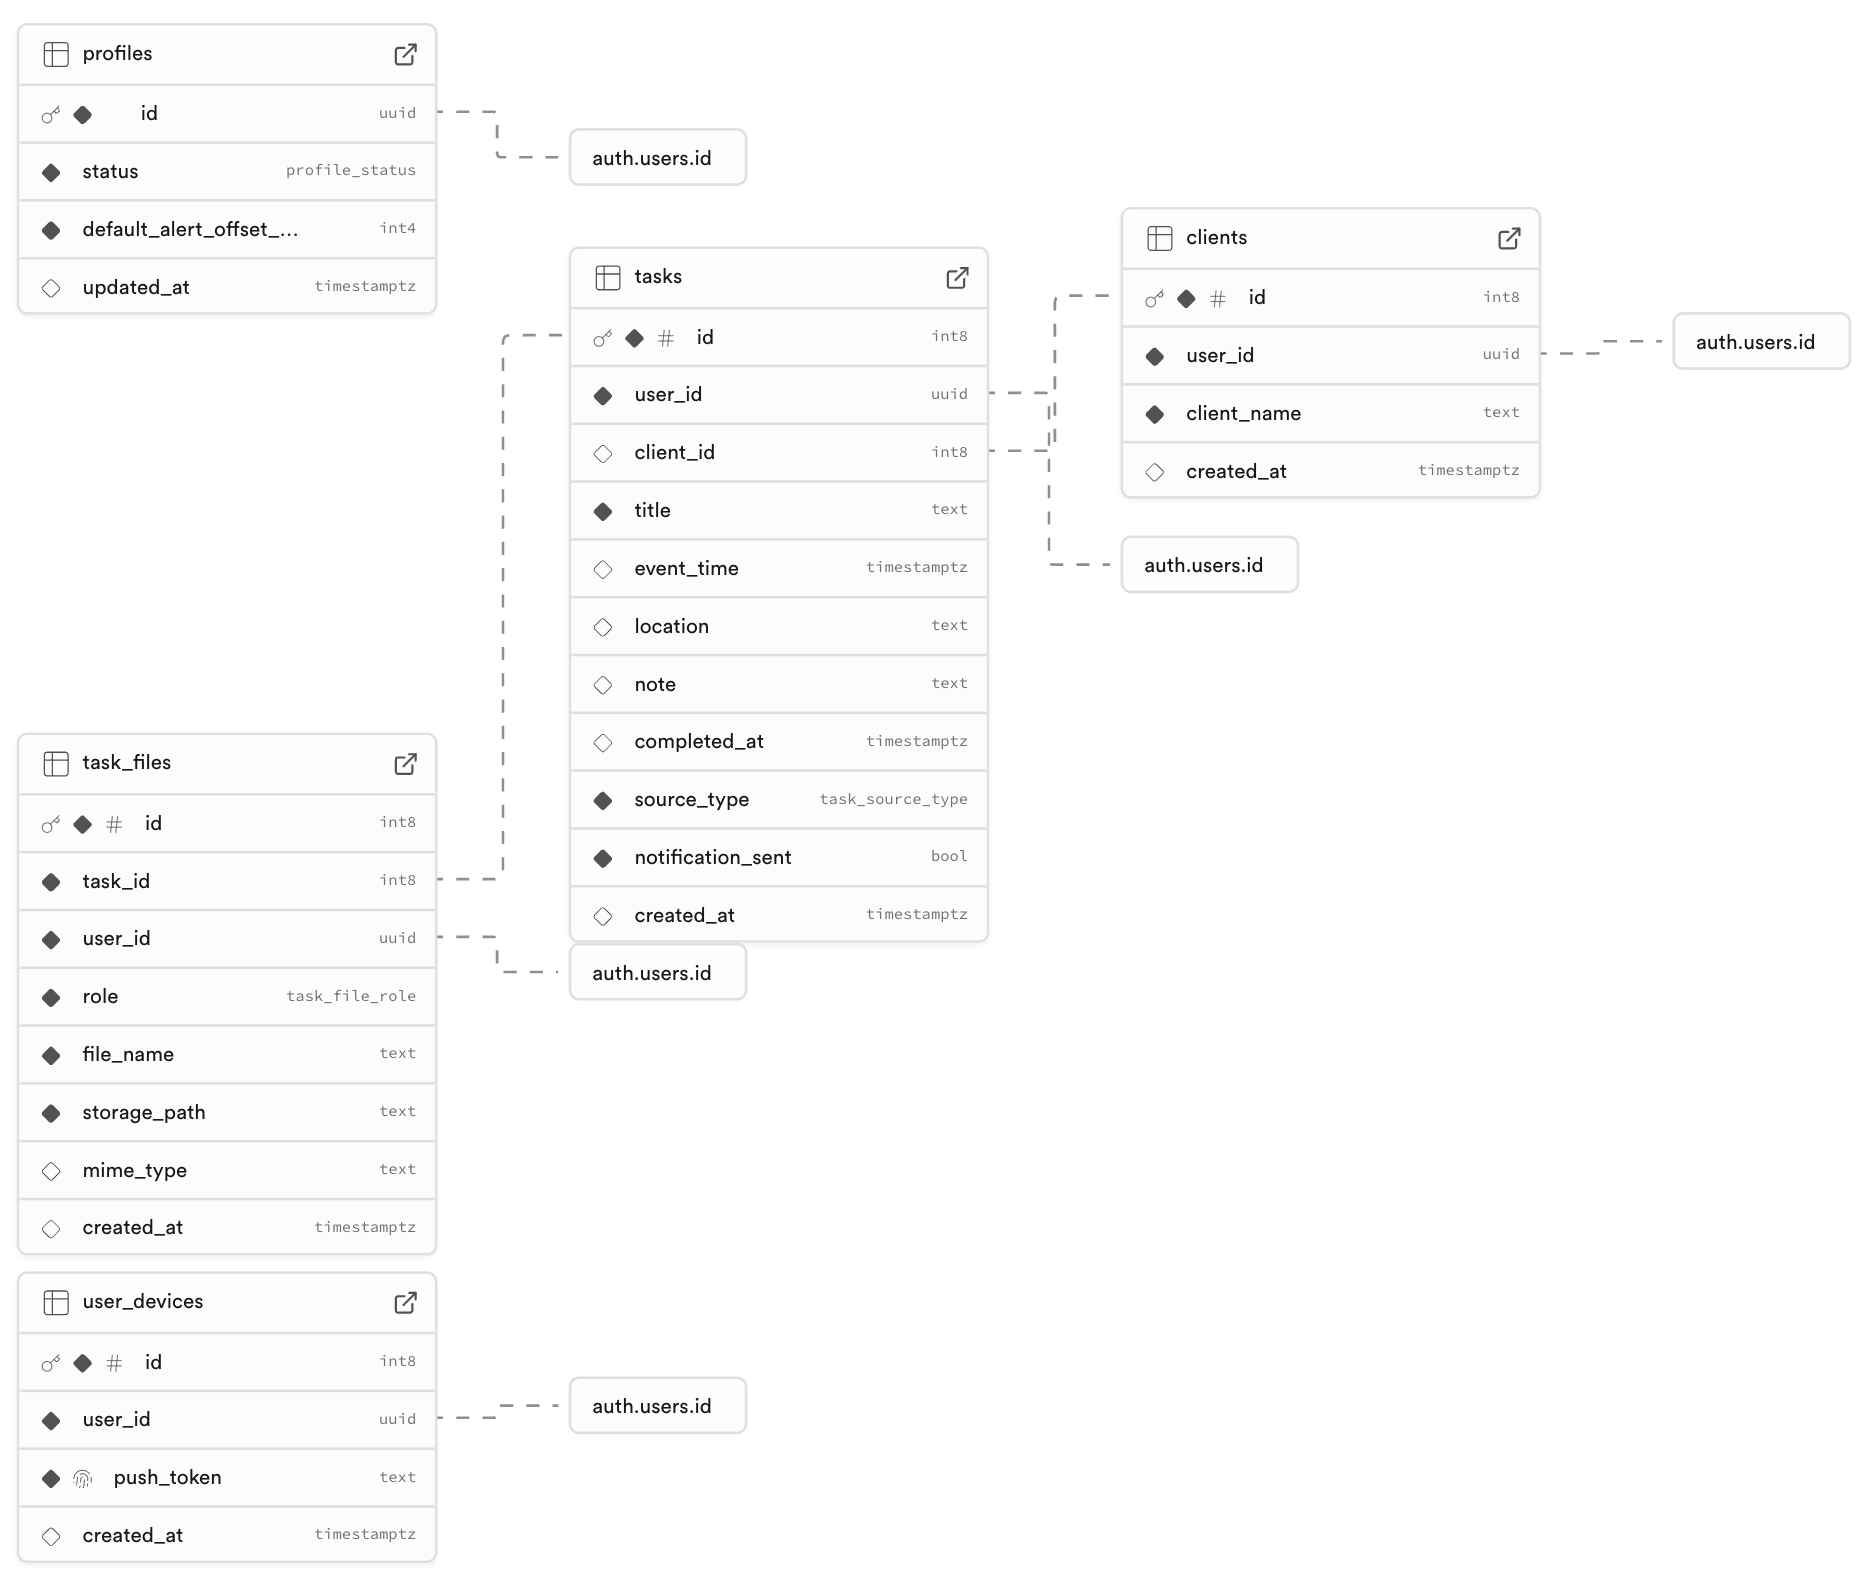 profiles
id uuid
status profile_status
default_alert_offset_... int4
updated_at timestamptz
auth.users.id
tasks
# id int8
user_id uuid
client_id int8
title text
event_time timestamptz
location text
note text
completed_at timestamptz
source_type task_source_type
notification_sent bool
created_at timestamptz
clients
# id int8
user_id uuid
client_name text
created_at timestamptz
auth.users.id
auth.users.id
task_files
# id int8
task_id int8
user_id uuid
role task_file_role
file_name text
storage_path text
mime_type text
created_at timestamptz
auth.users.id
user_devices
# id int8
user_id uuid
push_token text
created_at timestamptz
auth.users.id